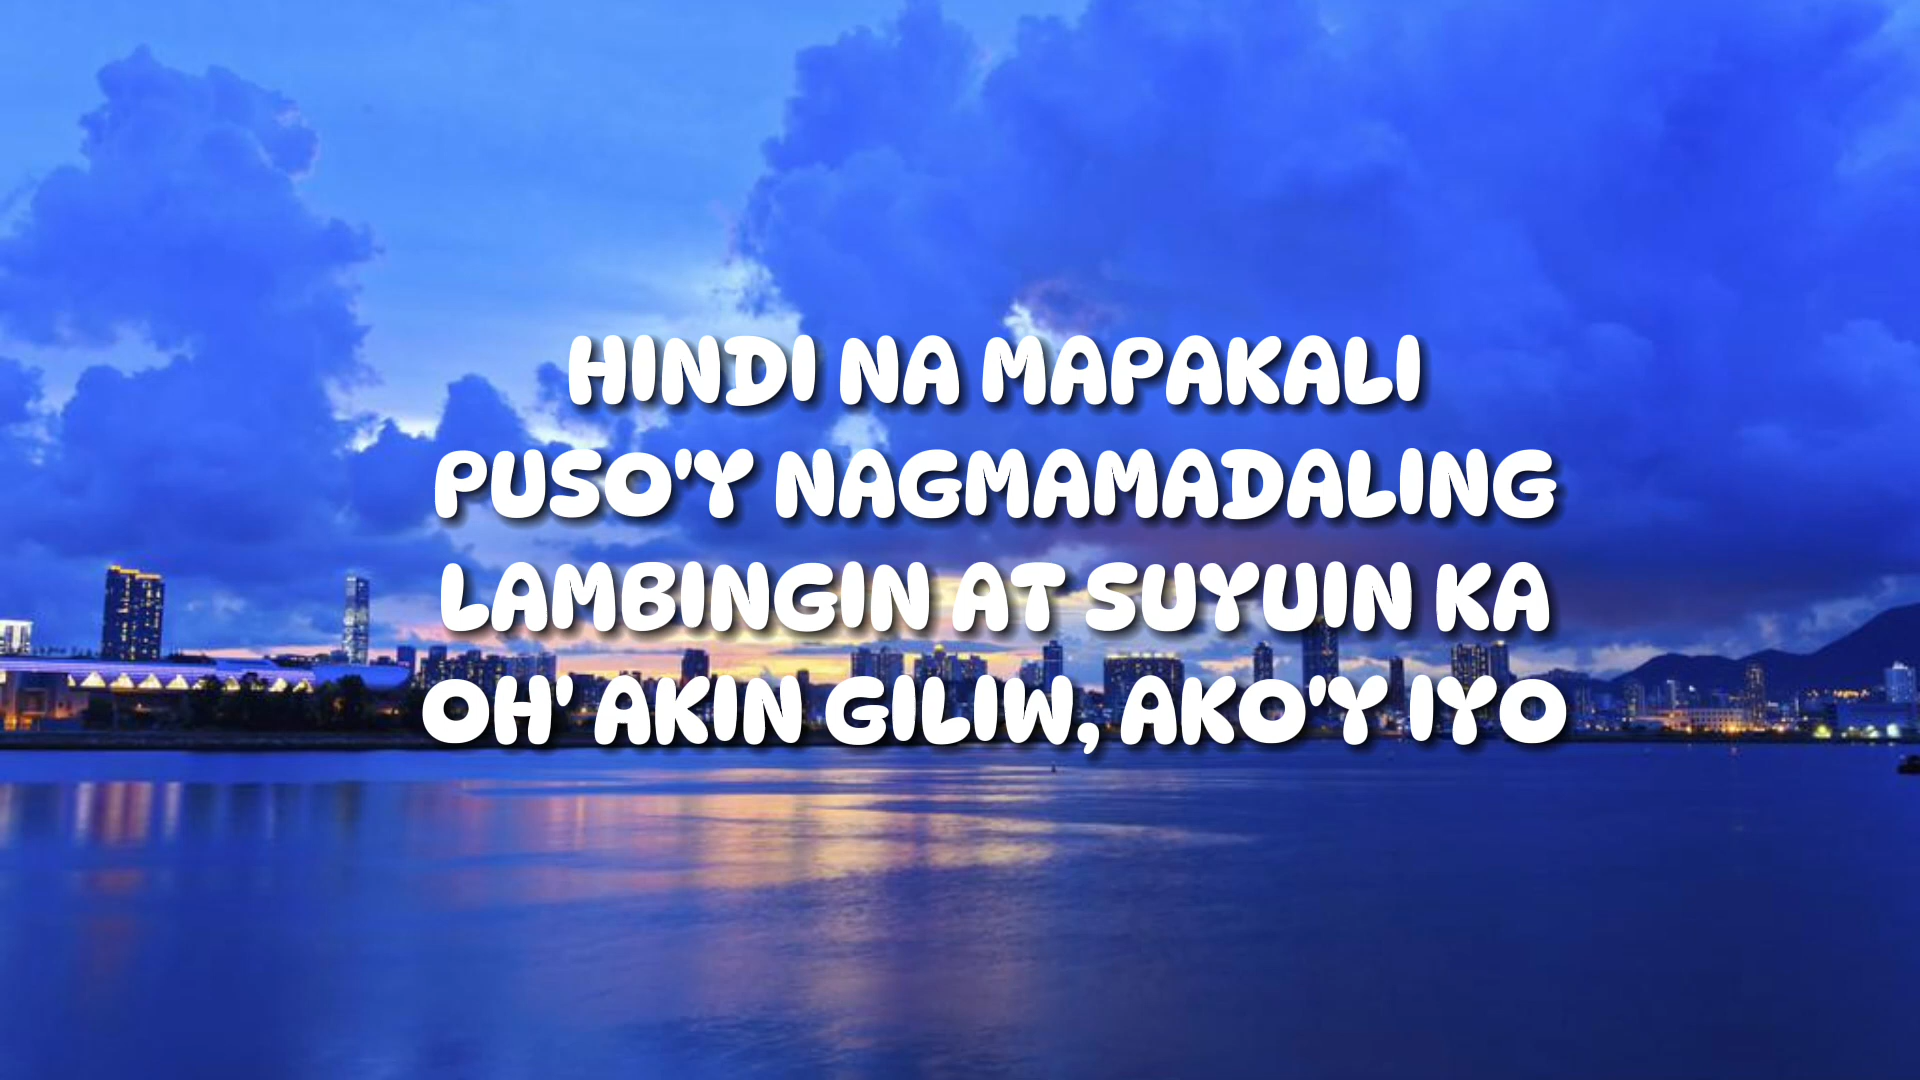 HINDI NA MAPAKALI
PUSO'Y NAGMAMADALING
LAMBINGIN AT SUYUIN KA
OH' AKIN GILIW, AKO'Y IYO